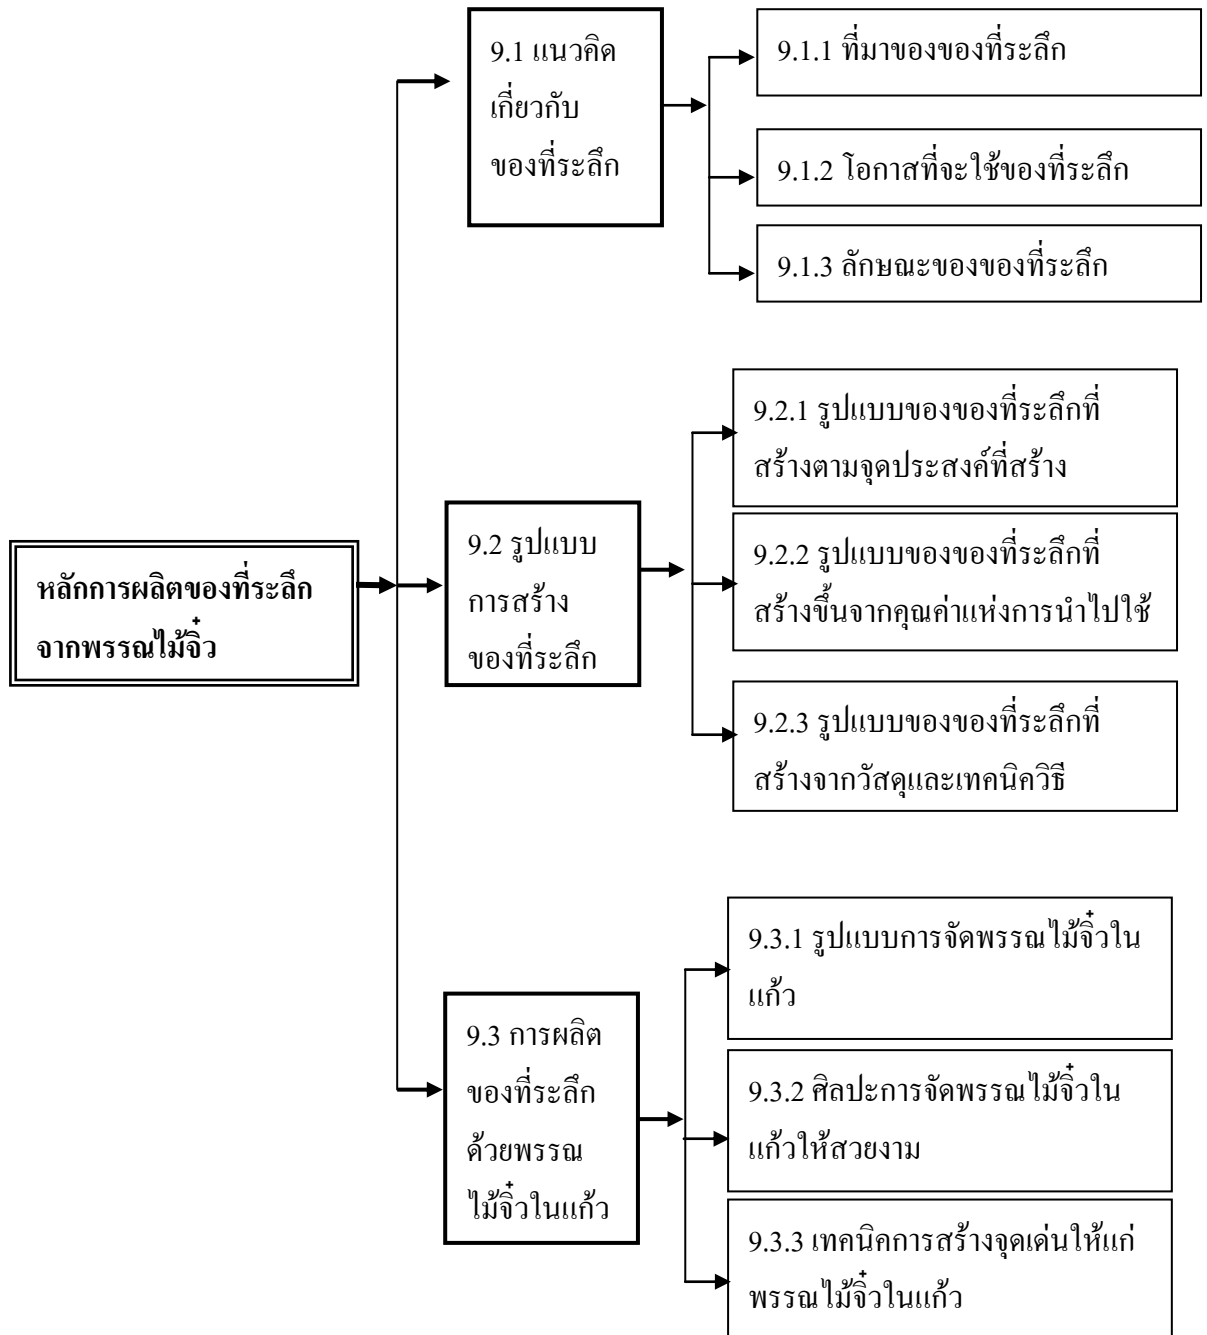 หลักการผลิตของที่ระลึก
จากพรรณไม้จิ๋ว
9.1 แนวคิด
เกี่ยวกับ
ของที่ระลึก
9.1.1 ที่มาของของที่ระลึก
9.1.2 โอกาสที่จะใช้ของที่ระลึก
9.1.3 ลักษณะของของที่ระลึก
9.2 รูปแบบ
การสร้าง
ของที่ระลึก
9.2.1 รูปแบบของของที่ระลึกที่
สร้างตามจุดประสงค์ที่สร้าง
9.2.2 รูปแบบของของที่ระลึกที่
สร้างขึ้นจากคุณค่าแห่งการนำไปใช้
9.2.3 รูปแบบของของที่ระลึกที่
สร้างจากวัสดุและเทคนิควิธี
9.3 การผลิต
ของที่ระลึก
ด้วยพรรณ
ไม้จิ๋วในแก้ว
9.3.1 รูปแบบการจัดพรรณไม้จิ๋วใน
แก้ว
9.3.2 ศิลปะการจัดพรรณไม้จิ๋วใน
แก้วให้สวยงาม
9.3.3 เทคนิคการสร้างจุดเด่นให้แก่
พรรณไม้จิ๋วในแก้ว